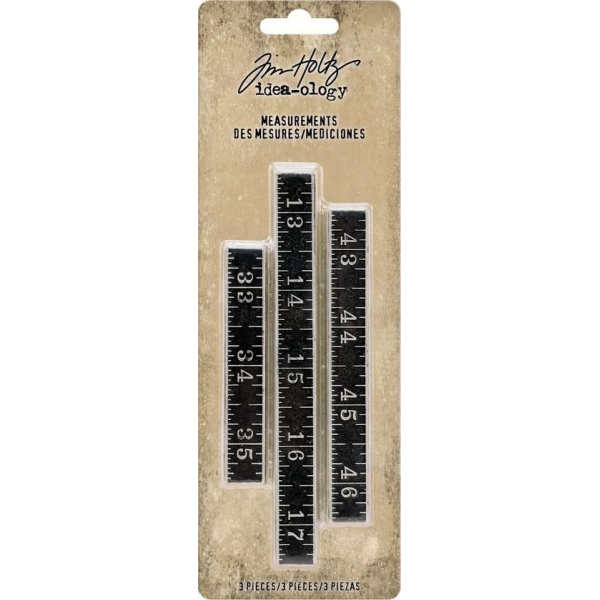 Tim Holtz
idea-ology
MEASUREMENTS
DES MESURES/MEDICIONES
33
34
35
13
14
15
16
17
43
44
45
46
3 PIECES/3 PIÈCES/3 PIEZAS